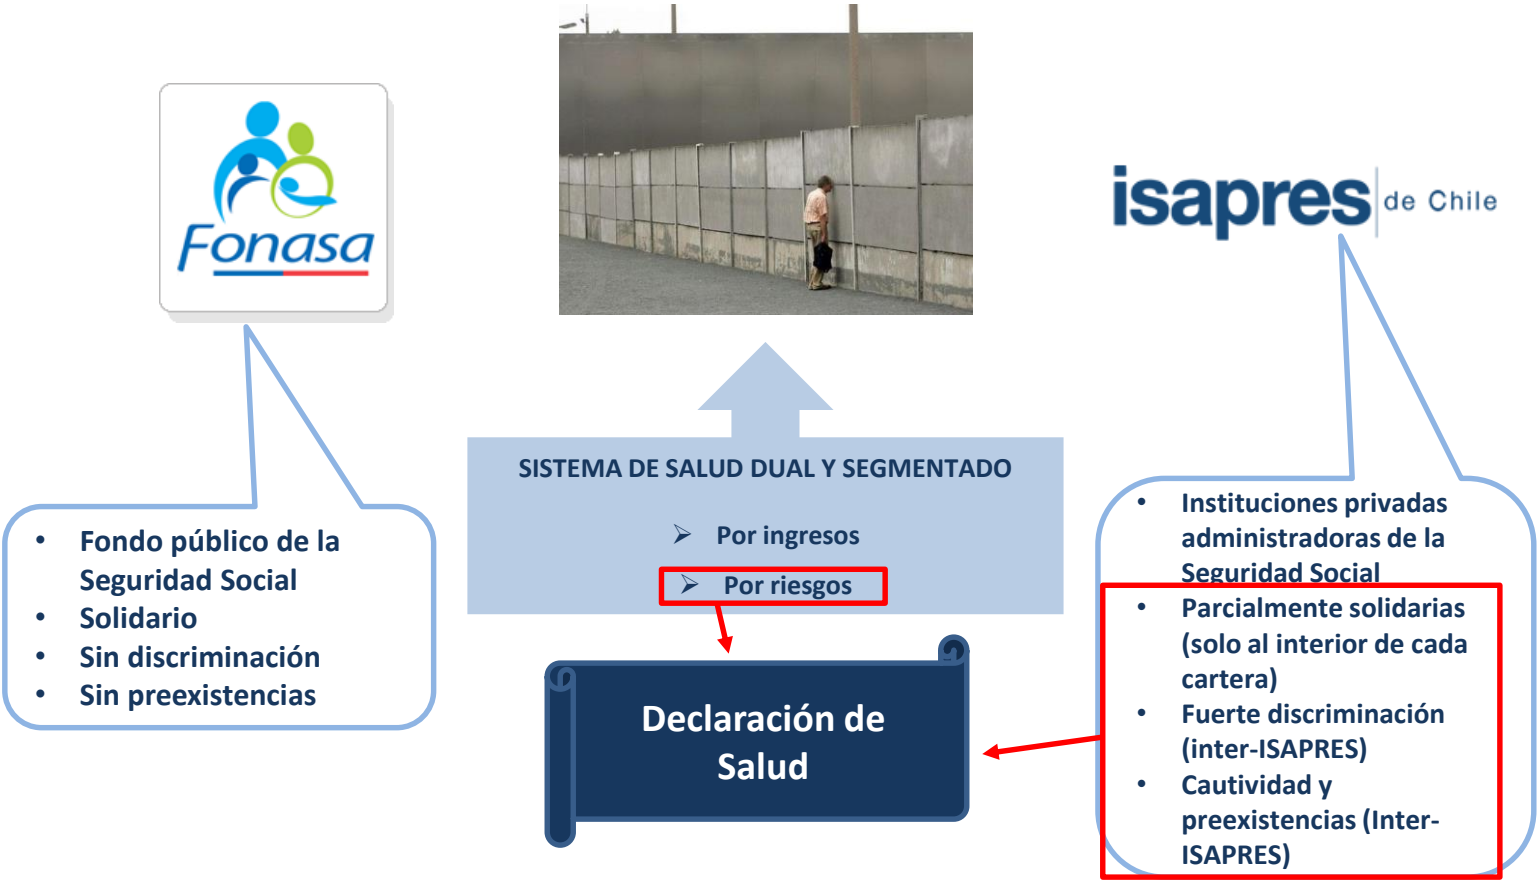 Fonasa
isapres de Chile
SISTEMA DE SALUD DUAL Y SEGMENTADO
➢ Por ingresos
➢ Por riesgos
• Fondo público de la
Seguridad Social
• Solidario
• Sin discriminación
• Sin preexistencias
Declaración de
Salud
• Instituciones privadas
administradoras de la
Seguridad Social
• Parcialmente solidarias
(solo al interior de cada
cartera)
• Fuerte discriminación
(inter-ISAPRES)
• Cautividad y
preexistencias (Inter-
ISAPRES)